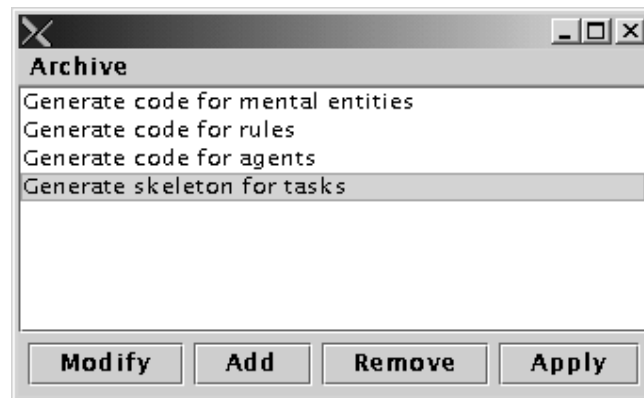 Archive
Generate code for mental entities
Generate code for rules
Generate code for agents
Generate skeleton for tasks
Modify Add Remove Apply